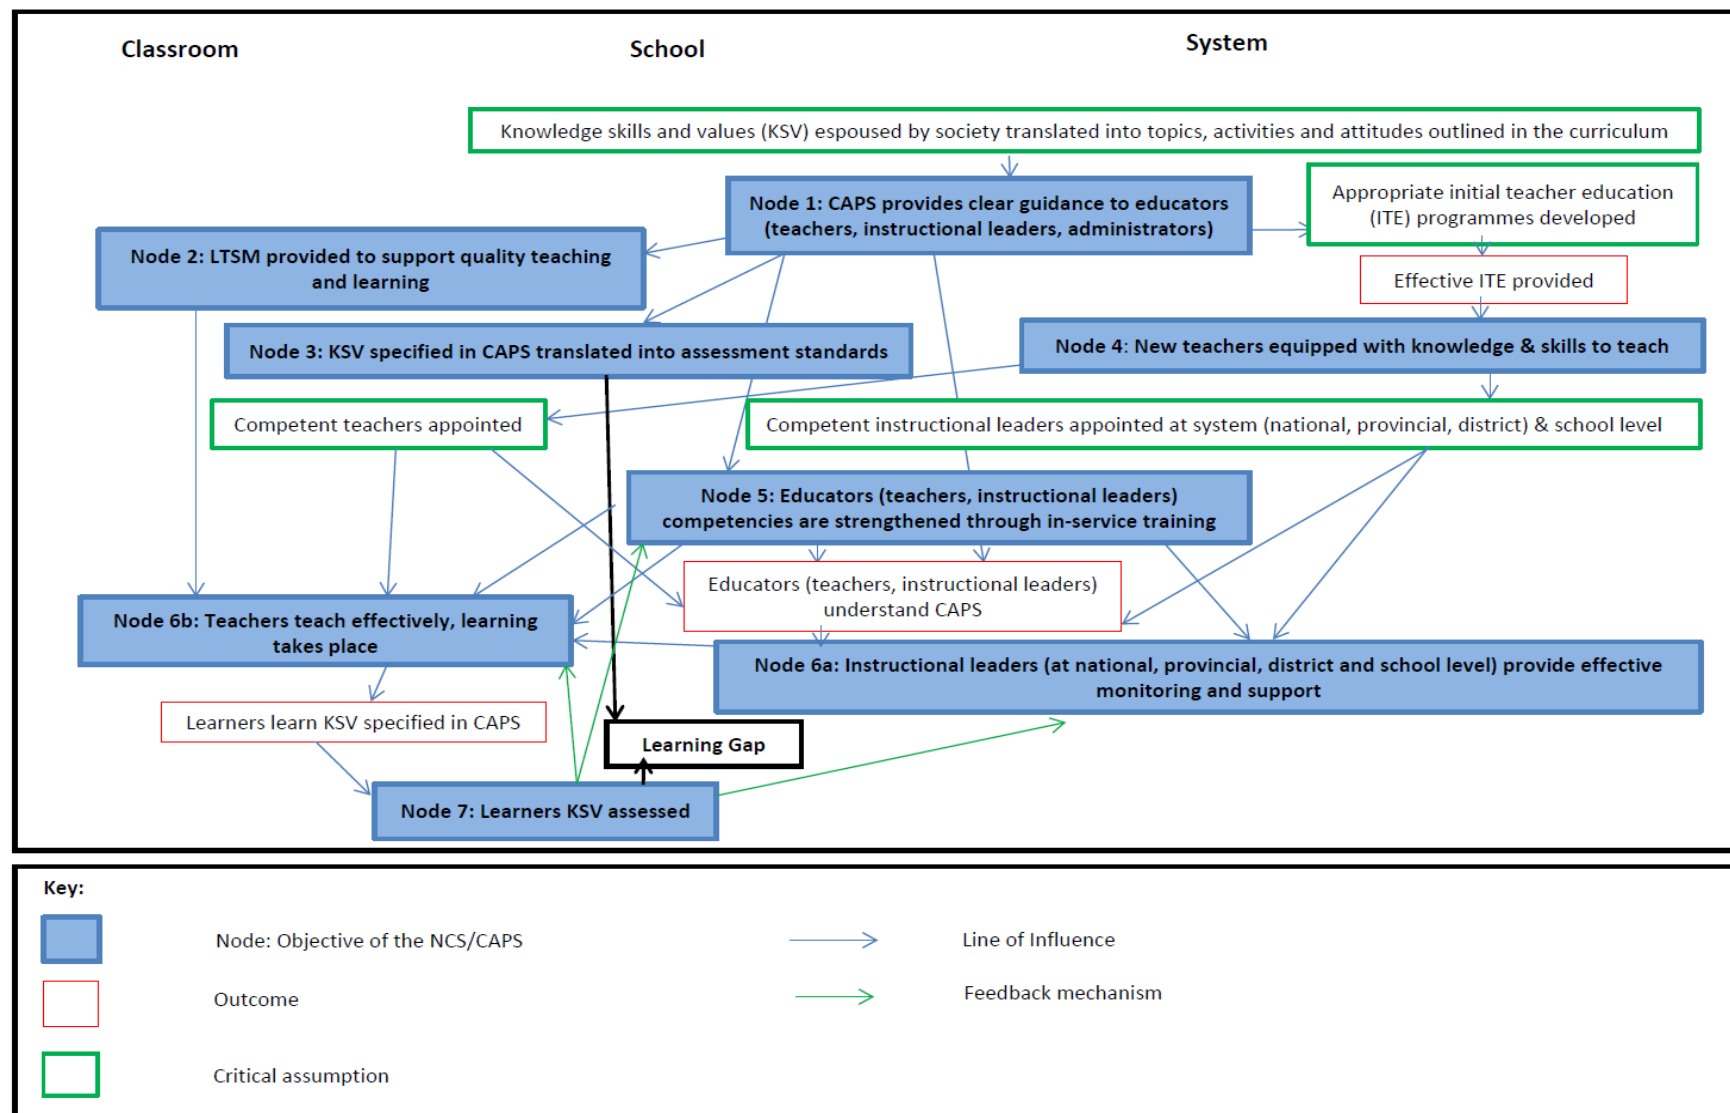 Classroom
School
System
Knowledge skills and values (KSV) espoused by society translated into topics, activities and attitudes outlined in the curriculum
Node 1: CAPS provides clear guidance to educators
(teachers, instructional leaders, administrators)
Appropriate initial teacher education
(ITE) programmes developed
Node 2: LTSM provided to support quality teaching
and learning
Effective ITE provided
Node 3: KSV specified in CAPS translated into assessment standards
Node 4: New teachers equipped with knowledge & skills to teach
Competent teachers appointed
Competent instructional leaders appointed at system (national, provincial, district) & school level
Node 5: Educators (teachers, instructional leaders)
competencies are strengthened through in-service training
Educators (teachers, instructional leaders)
understand CAPS
Node 6b: Teachers teach effectively, learning
takes place
Node 6a: Instructional leaders (at national, provincial, district and school level) provide effective
monitoring and support
Learners learn KSV specified in CAPS
Learning Gap
Node 7: Learners KSV assessed
Key:
Node: Objective of the NCS/CAPS
Line of Influence
Outcome
Feedback mechanism
Critical assumption